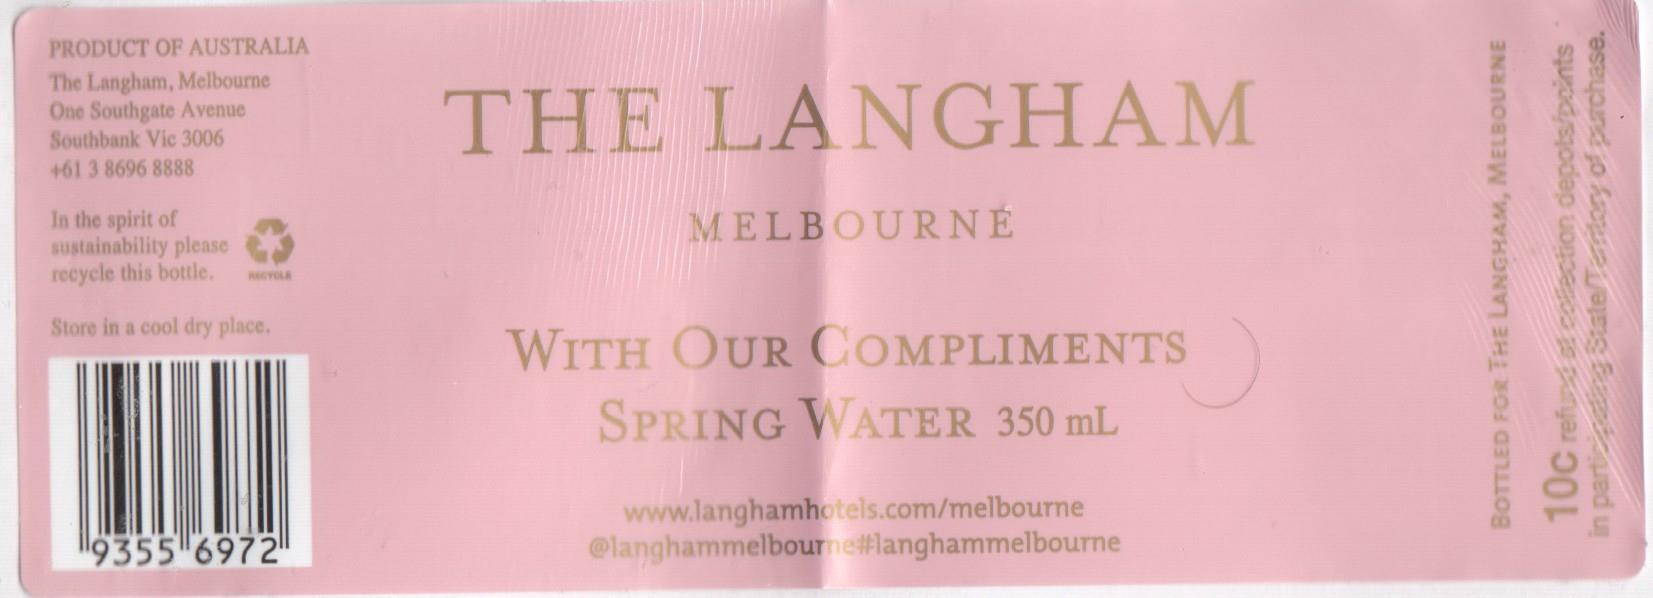 PRODUCT OF AUSTRALIA
The Langham, Melbourne
One Southgate Avenue
Southbank Vic 3006
+61 3 8696 8888
In the spirit of
sustainability please
recycle this bottle.
RECYCLE
Store in a cool dry place.
9355 6972
THE LANGHAM
MELBOURNE
WITH OUR COMPLIMENTS
SPRING WATER 350 mL
www.langhamhotels.com/melbourne
@langhammelbourne#langhammelbourne
BOTTLED FOR THE LANGHAM, MELBOURNE
10c refund at collection depots/points
in participating State/Territory of purchase.